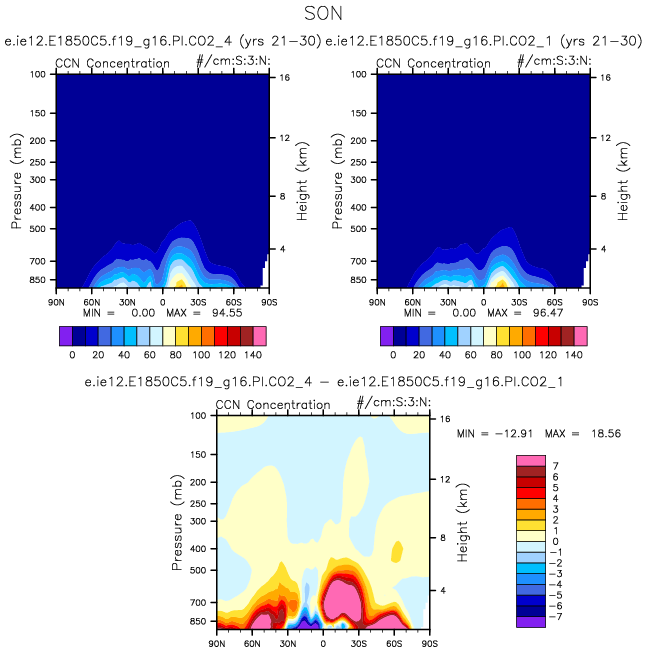 SON
e.ie12.E1850C5.f19_g16.PI.CO2_4 (yrs 21-30) e.ie12.E1850C5.f19_g16.PI.CO2_1 (yrs 21-30)
CCN Concentration #/cm:S:3:N: CCN Concentration #/cm:S:3:N:
100 16 100 16
150 150
12 12
200 200
250 250
300 300
8 8
400 400
500 500
4 4
700 700
850 850
Pressure (mb) Height (km) Pressure (mb) Height (km)
90N 60N 30N 0 30S 60S 90S 90N 60N 30N 0 30S 60S 90S
MIN = 0.00 MAX = 94.55 MIN = 0.00 MAX = 96.47
0 20 40 60 80 100 120 140 0 20 40 60 80 100 120 140
e.ie12.E1850C5.f19_g16.PI.CO2_4 - e.ie12.E1850C5.f19_g16.PI.CO2_1
CCN Concentration #/cm:S:3:N:
MIN = -12.91 MAX = 18.56
100 16
150
12
200
250
300
8
400
500
4
700
850
Pressure (mb) Height (km)
90N 60N 30N 0 30S 60S 90S
7
6
5
4
3
2
1
0
-1
-2
-3
-4
-5
-6
-7